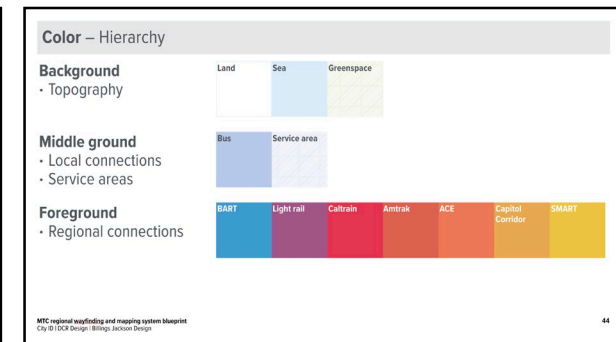 Color – Hierarchy
Background
• Topography
Land
Sea
Greenspace
Middle ground
• Local connections
• Service areas
Bus
Service area
Foreground
• Regional connections
BART
Light rail
Caltrain
Amtrak
ACE
Capitol
Corridor
SMART
MTC regional wayfinding and mapping system blueprint
City ID | DCR Design | Billings Jackson Design
44